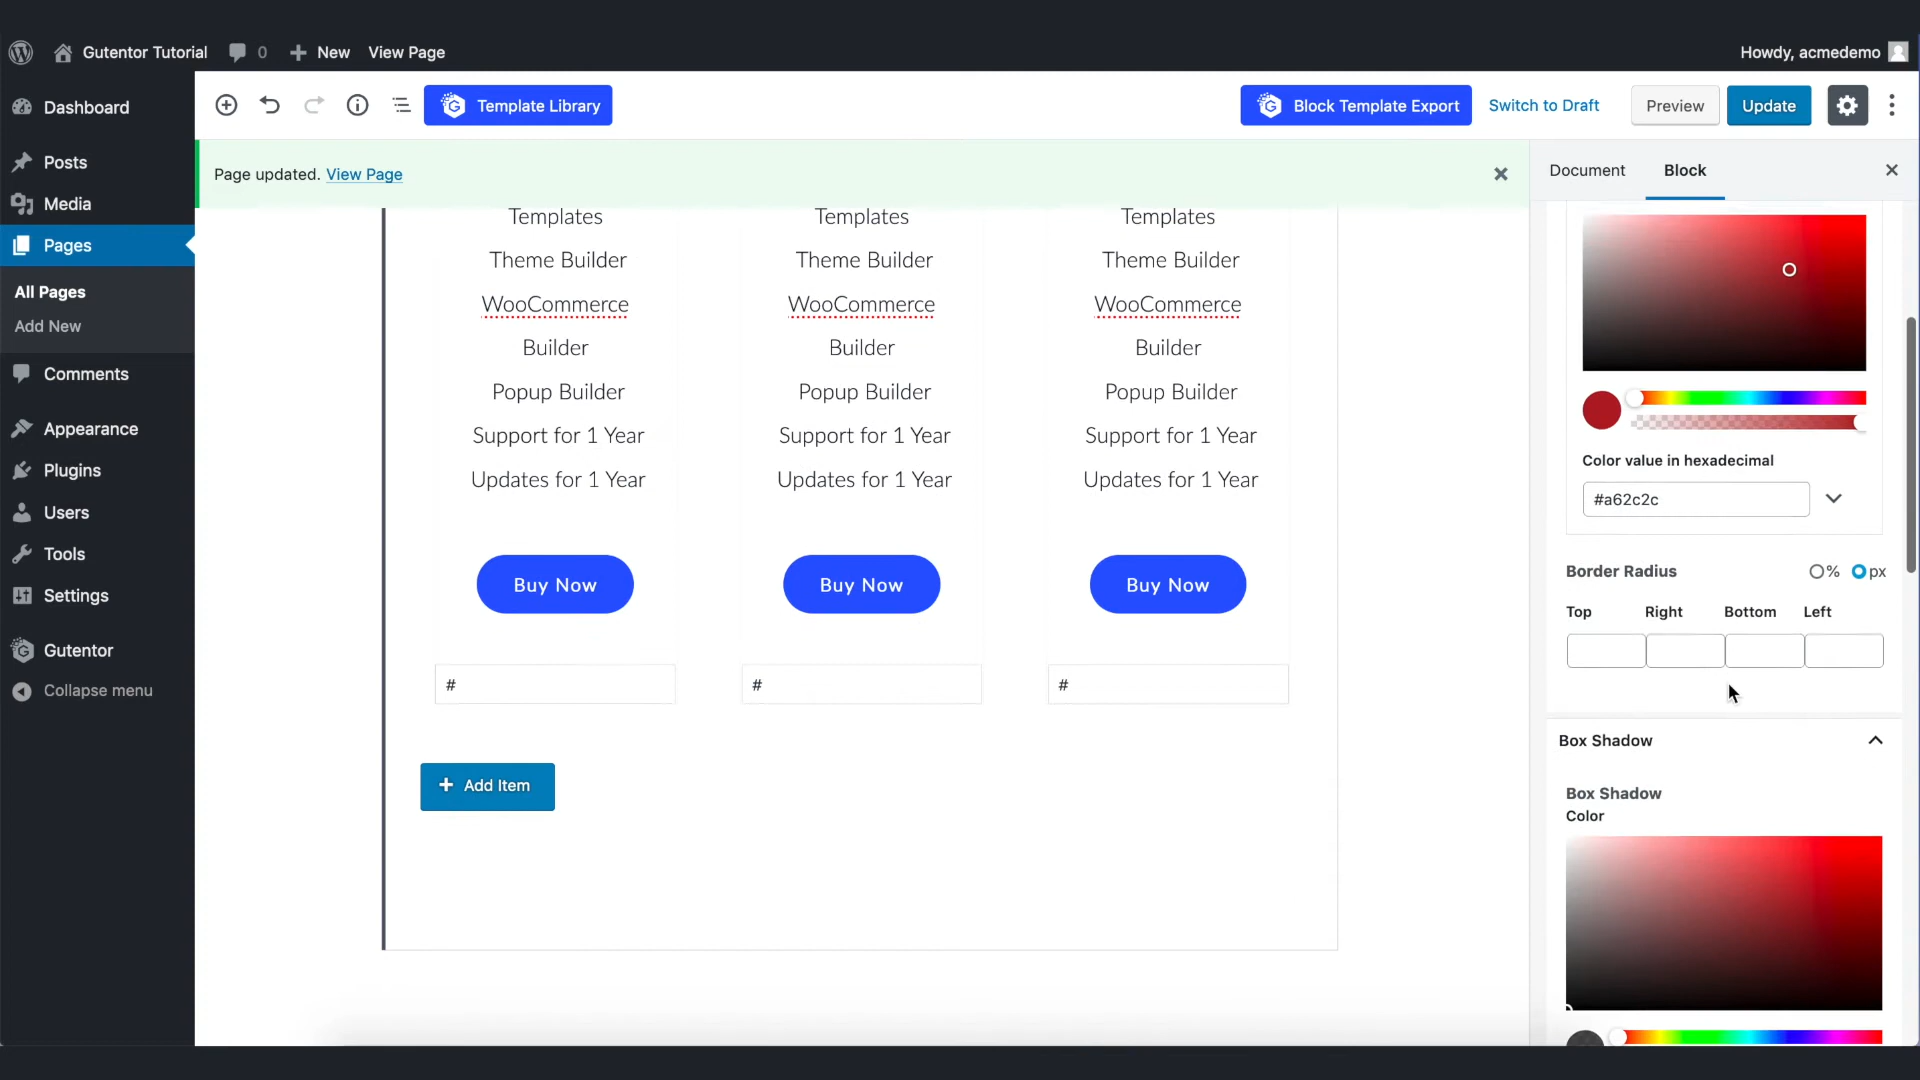 Gutentor Tutorial
0
New
View Page
Howdy, acmedemo
Dashboard
Posts
Media
Pages
All Pages
Add New
Comments
Appearance
Plugins
Users
Tools
Settings
Gutentor
Collapse menu
Template Library
Block Template Export
Switch to Draft
Preview
Update
Page updated. View Page
Templates
Theme Builder
WooCommerce
Builder
Popup Builder
Support for 1 Year
Updates for 1 Year
Buy Now
#
Templates
Theme Builder
WooCommerce
Builder
Popup Builder
Support for 1 Year
Updates for 1 Year
Buy Now
#
Templates
Theme Builder
WooCommerce
Builder
Popup Builder
Support for 1 Year
Updates for 1 Year
Buy Now
#
Add Item
Document
Block
Color value in hexadecimal
#a62c2c
Border Radius
%
px
Top
Right
Bottom
Left
Box Shadow
Box Shadow
Color